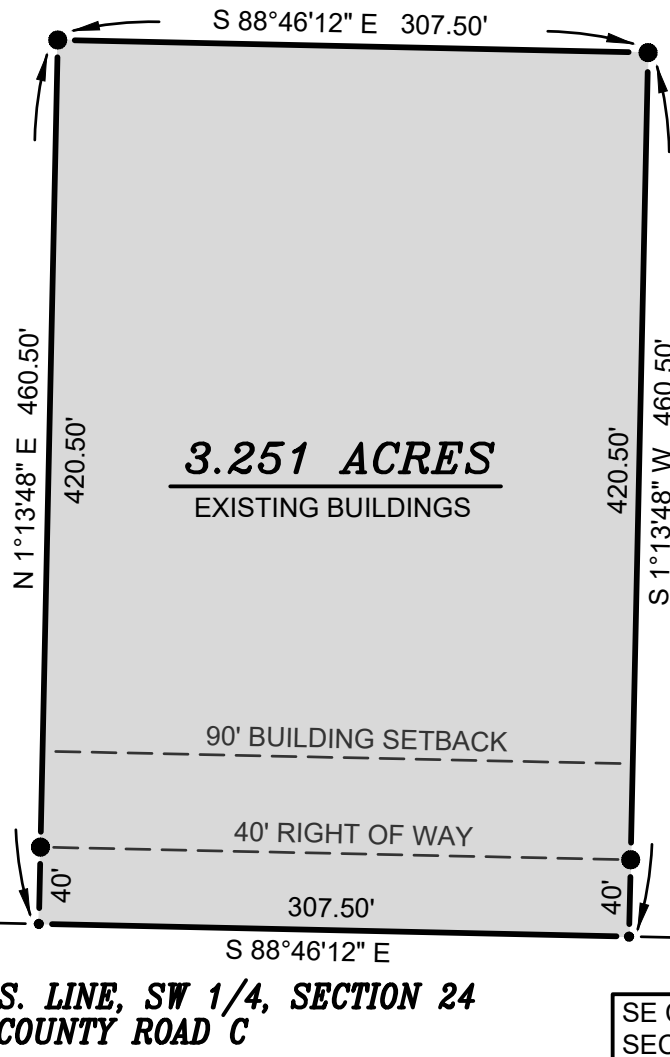 S 88°46'12" E 307.50'
N 1°13'48" E 460.50'
420.50'
3.251 ACRES
EXISTING BUILDINGS
420.50'
S 1°13'48" W 460.50'
90' BUILDING SETBACK
40' RIGHT OF WAY
40'
307.50'
40'
S 88°46'12" E
S. LINE, SW 1/4, SECTION 24
COUNTY ROAD C
SE
SEC